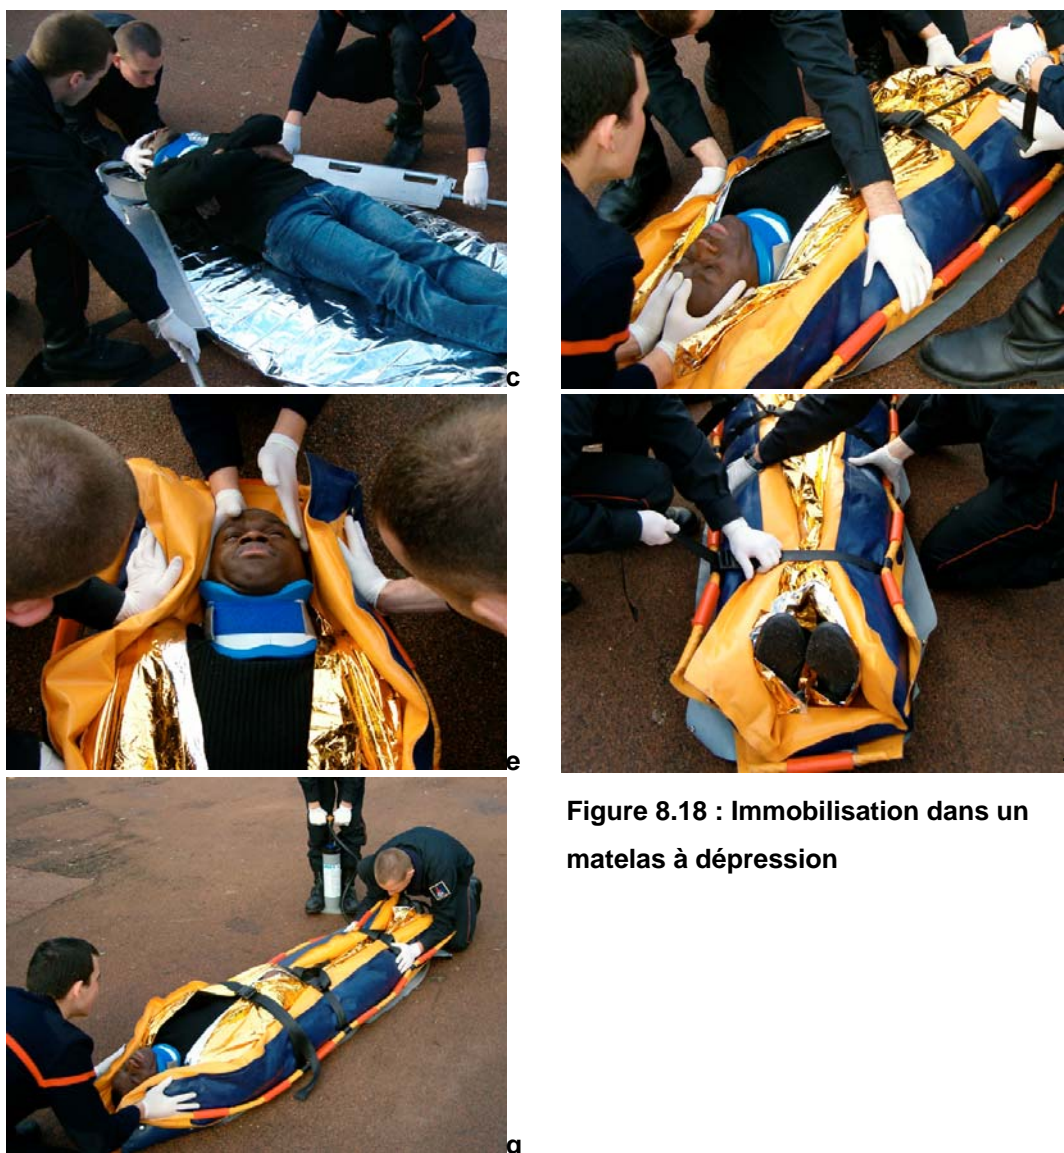 c
e
Figure 8.18 : Immobilisation dans un
matelas à dépression
g